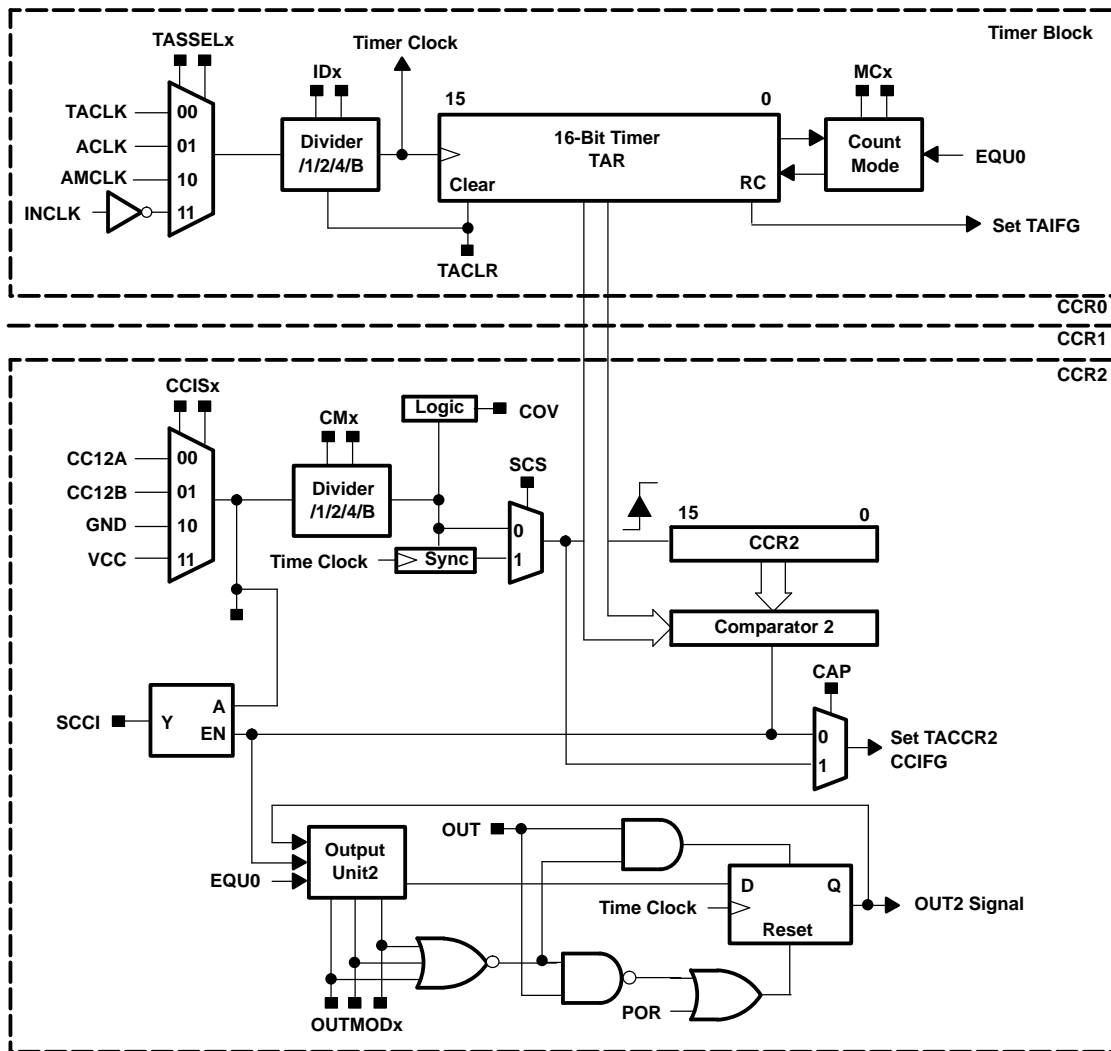 Timer Block
TASSELx
Timer Clock
IDx
MCx
15
0
TACLK
00
ACLK
01
AMCLK
10
INCLK
11
Divider
/1/2/4/B
16-Bit Timer
TAR
Clear
RC
Count
Mode
EQU0
Set TAIFG
TACLR
CCR0
CCR1
CCR2
CCISx
CMx
Logic
COV
SCS
CC12A
00
CC12B
01
GND
10
VCC
11
Divider
/1/2/4/B
0
1
Time Clock
Sync
15
0
CCR2
Comparator 2
CAP
SCCI
Y
A
EN
0
1
Set TACCR2
CCIFG
OUT
Output
Unit2
EQU0
D
Q
Time Clock
Reset
OUT2 Signal
OUTMODx
POR